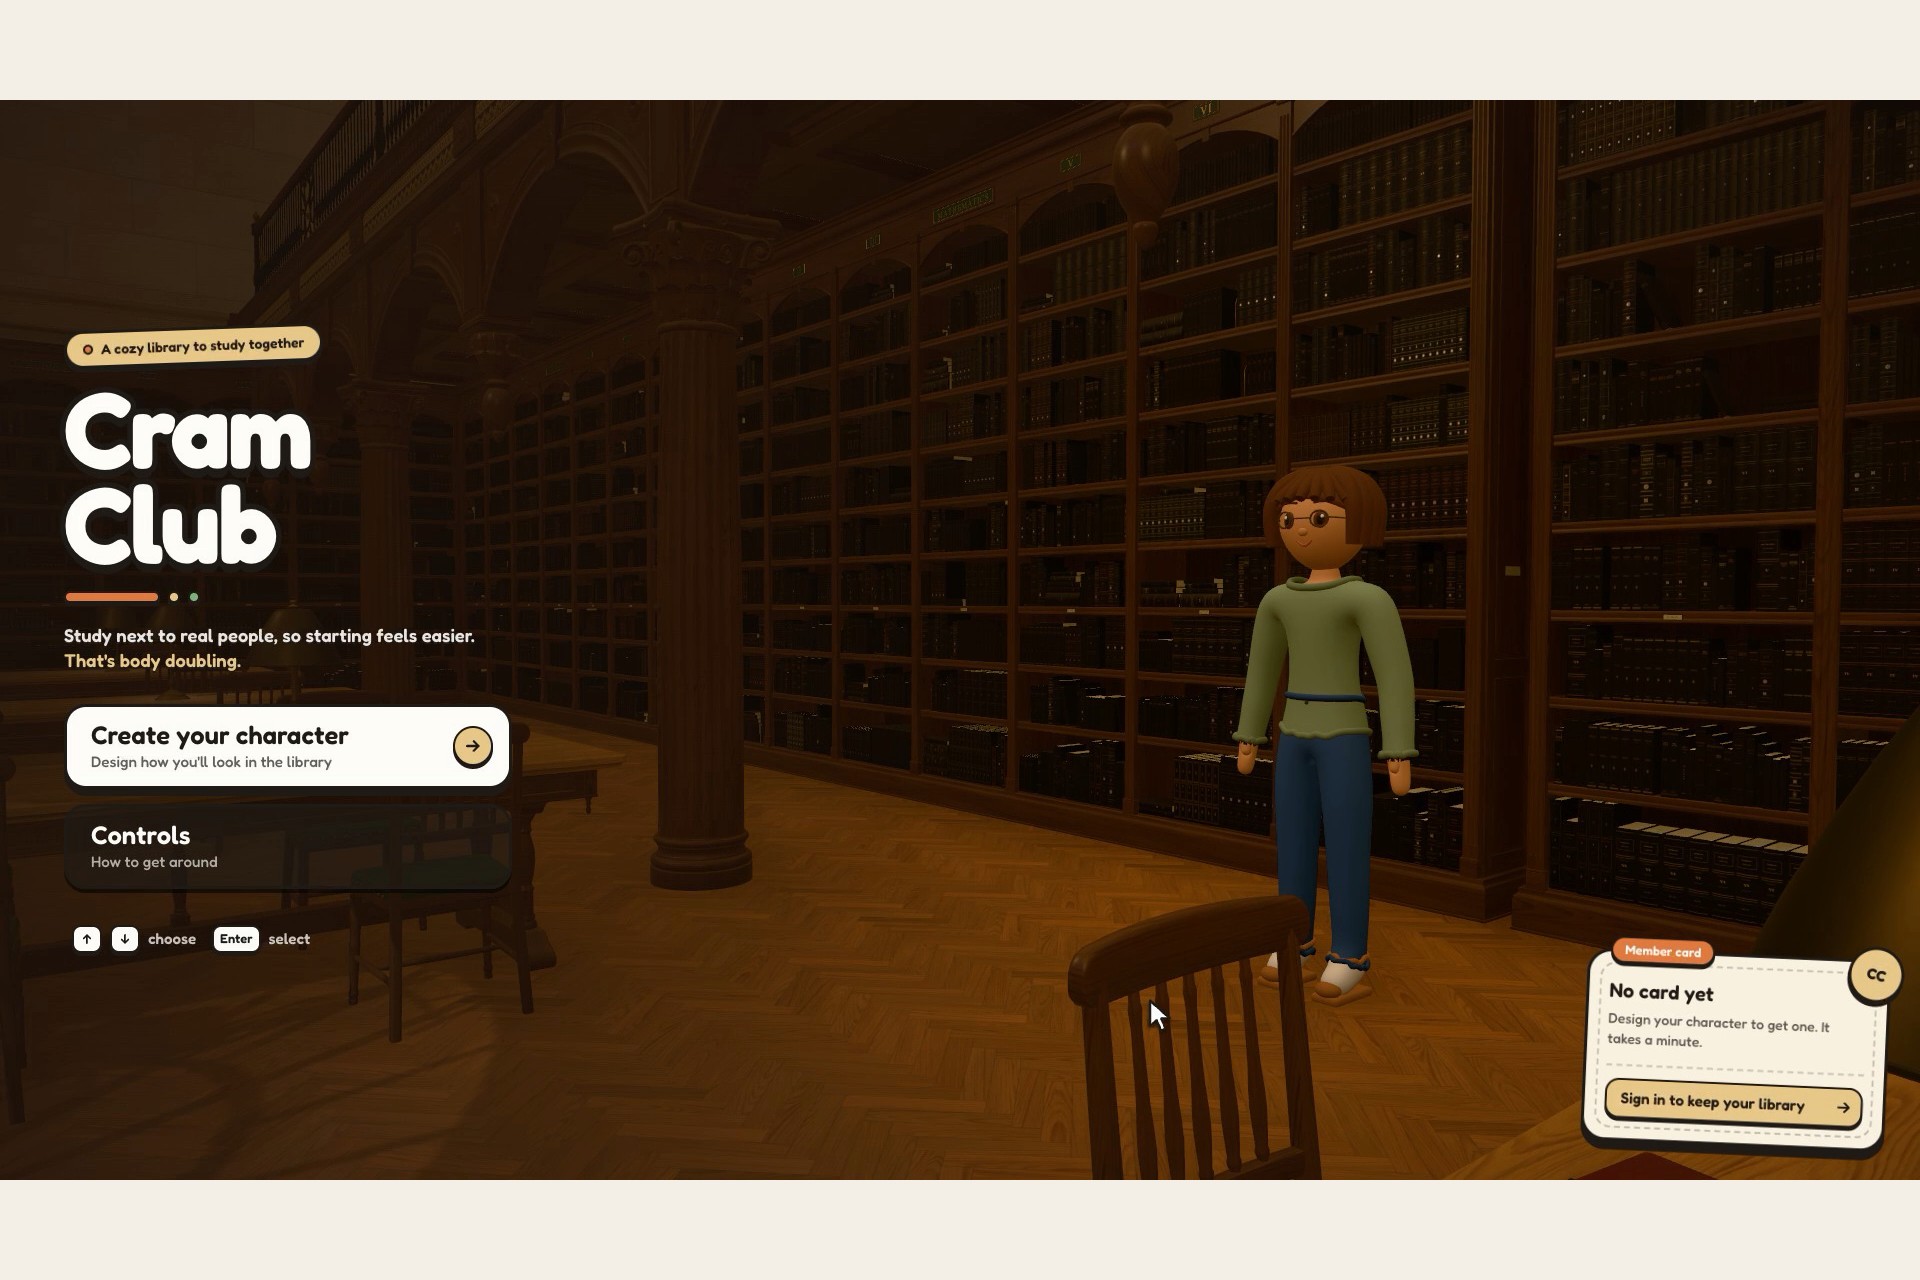 A cozy library to study together
Cram
Club
Study next to real people, so starting feels easier.
That's body doubling.
Create your character
Design how you'll look in the library
Controls
How to get around
↑ ↓ choose Enter select
Member card
CC
No card yet
Design your character to get one. It
takes a minute.
Sign in to keep your library